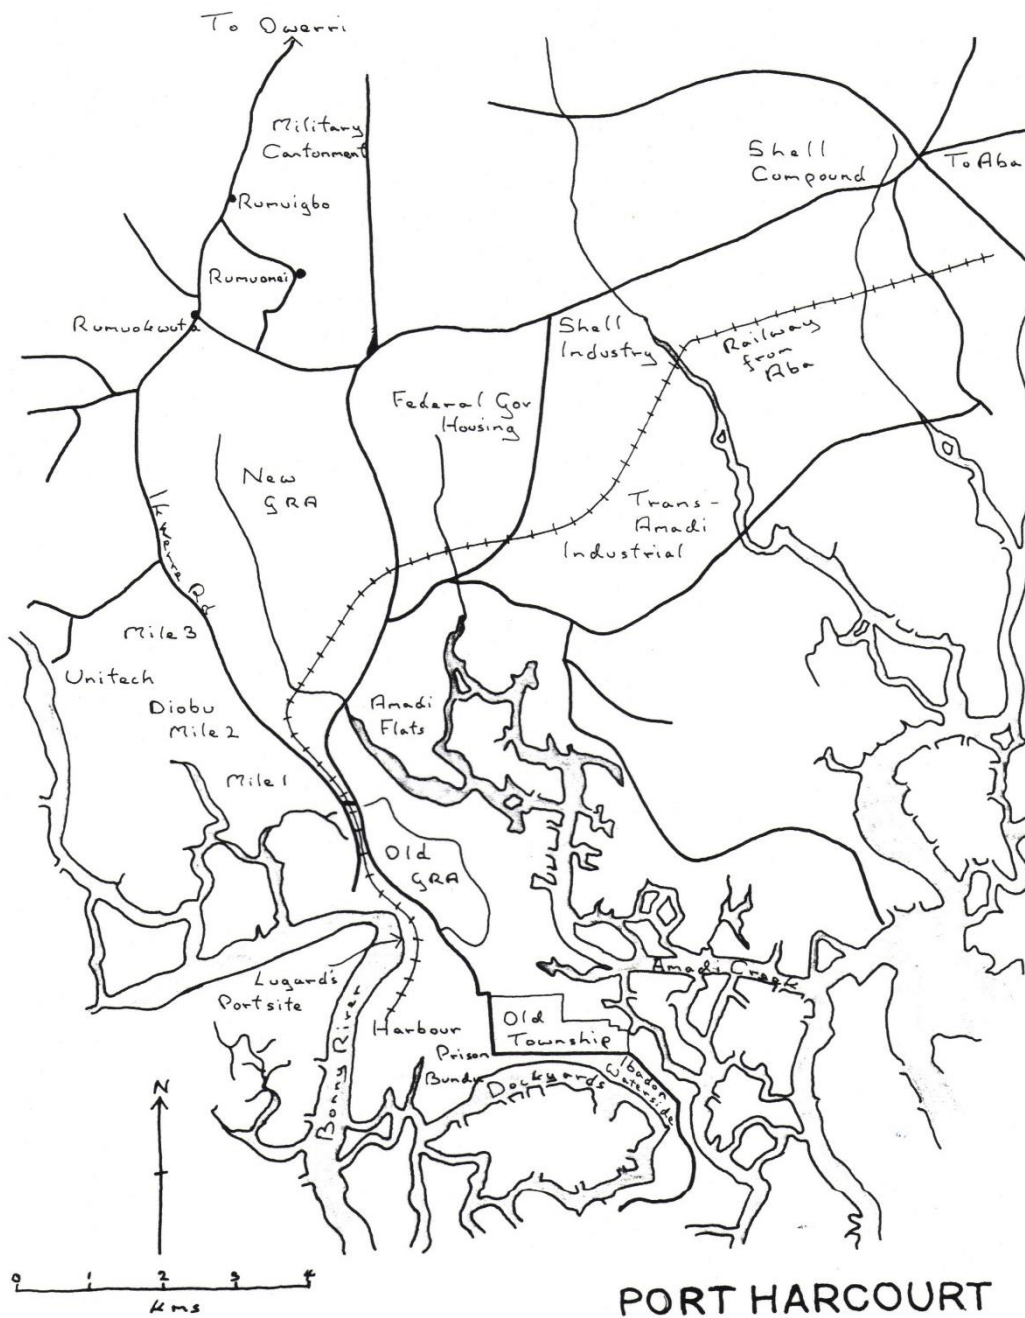 To Owerri
Military
Cantonment
Shell
Compound
To Aba
Rumuigbo
Rumuomei
Rumuokwuta
Shell
Industry
Railway
from
Aba
Federal Gov
Housing
New
GRA
Trans-
Amadi
Industrial
Ikwerre Rd
Mile 3
Unitech
Diobu
Mile 2
Amadi
Flats
Mile 1
Old
GRA
Amadi Creek
Lugard's
Portsite
Bonny River
Harbour
Old
Township
Prison
Bundu
Dockyards
Ibadan
Waterside
N
0 1 2 3 4
Kms
PORT HARCOURT